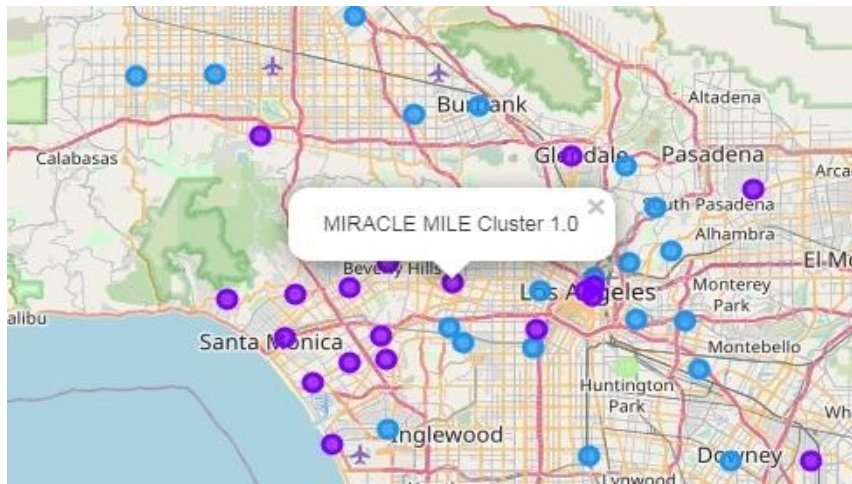 Burbank
Altadena
Calabasas
Glendale
Pasadena
Arca
South Pasadena
×
MIRACLE MILE Cluster 1.0
Alhambra
El M
Beverly Hills
Los Angeles
Monterey
Park
alibu
Santa Monica
Montebello
Huntington
Park
Wh
Inglewood
Downey
Lynwood